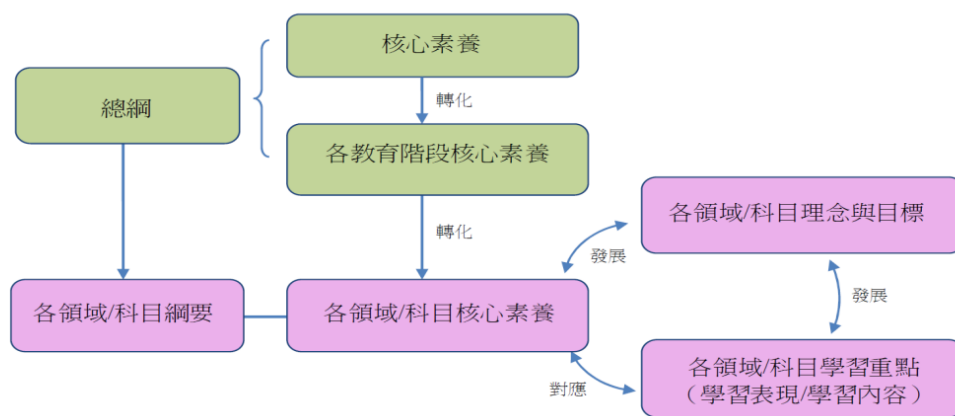 核心素養
轉化
總綱
各教育階段核心素養
轉化
各領域/科目理念與目標
發展
各領域/科目綱要
各領域/科目核心素養
發展
對應
各領域/科目學習重點
（學習表現/學習內容）